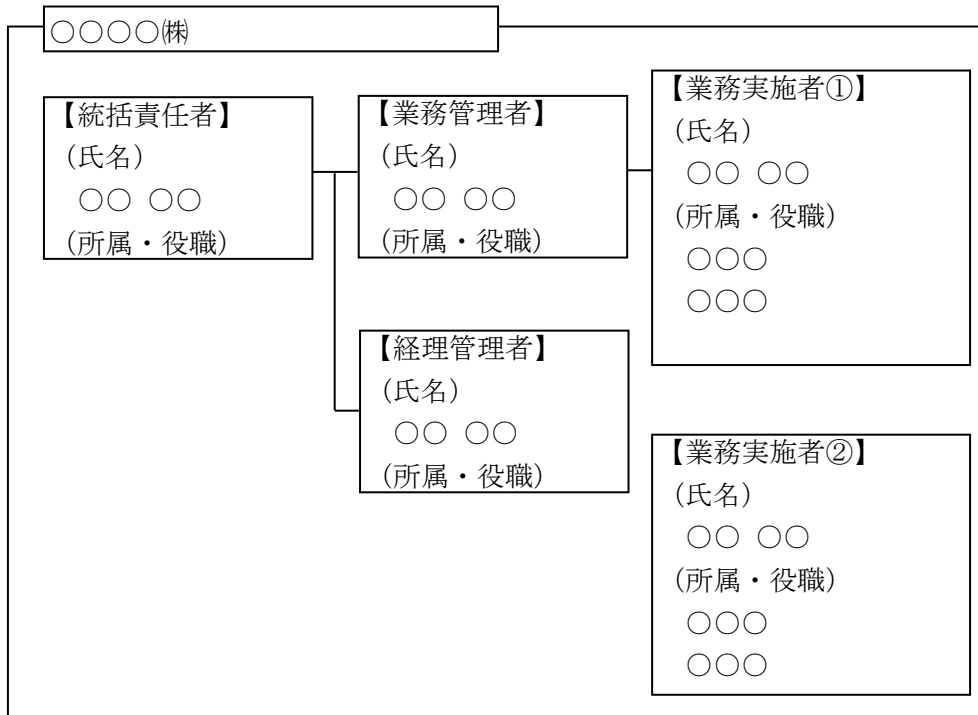 ○○○○㈱
【統括責任者】
(氏名)
○○ ○○
(所属・役職)
【業務管理者】
(氏名)
○○ ○○
(所属・役職)
【業務実施者①】
(氏名)
○○ ○○
(所属・役職)
○○○
○○○
【経理管理者】
(氏名)
○○ ○○
(所属・役職)
【業務実施者②】
(氏名)
○○ ○○
(所属・役職)
○○○
○○○